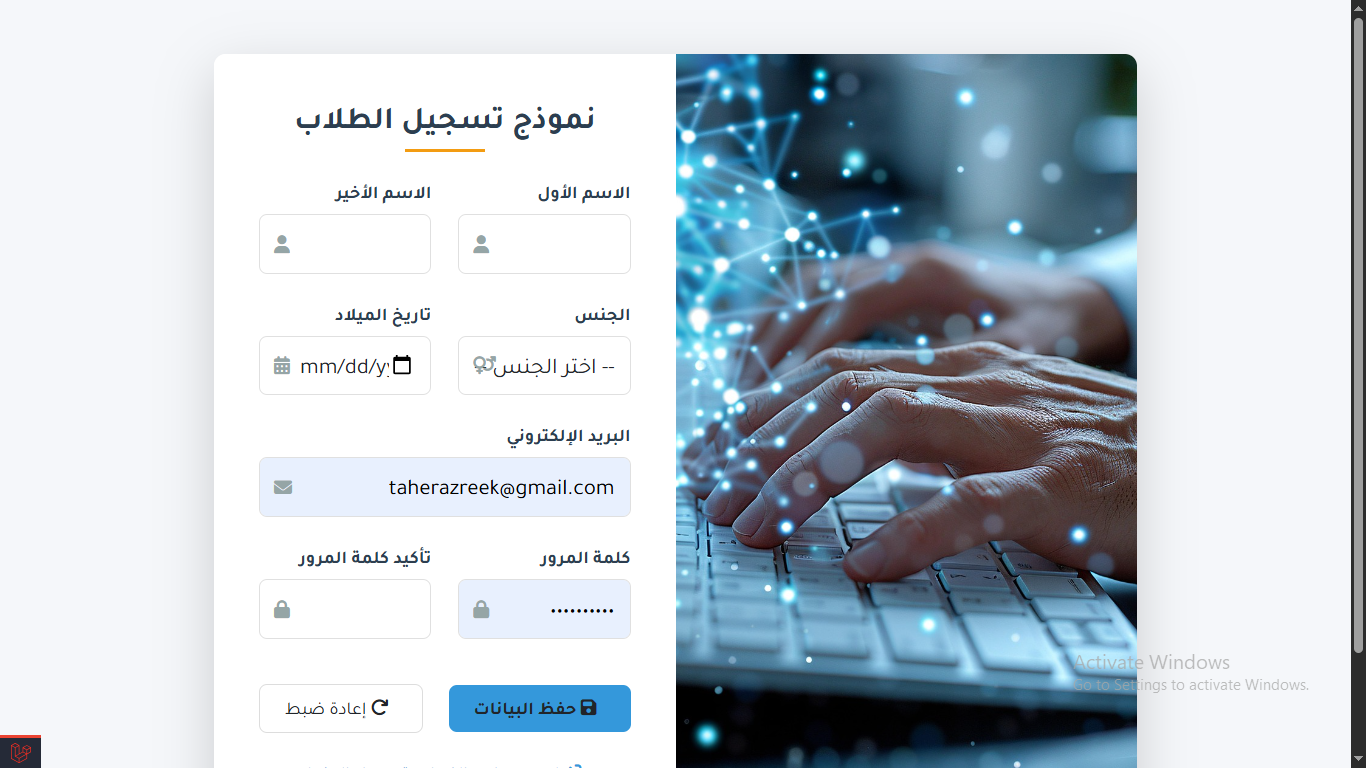 نموذج تسجيل الطلاب
الاسم الأول
الاسم الأخير
الجنس
تاريخ الميلاد
-- اختر الجنس
mm/dd/yy
البريد الإلكتروني
taherazreek@gmail.com
كلمة المرور
تأكيد كلمة المرور
••••••••••
حفظ البيانات
إعادة ضبط
Activate Windows
Go to Settings to activate Windows.